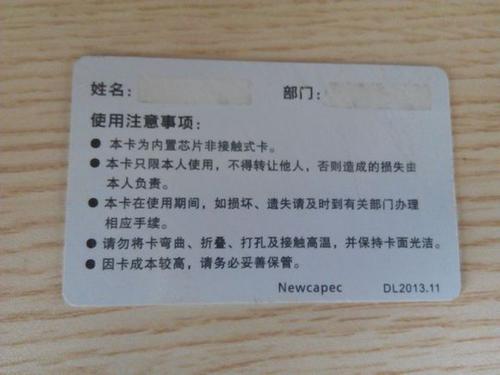 姓名： 部门：
使用注意事项：
● 本卡为内置芯片非接触式卡。
● 本卡只限本人使用，不得转让他人，否则造成的损失由
本人负责。
● 本卡在使用期间，如损坏、遗失请及时到有关部门办理
相应手续。
● 请勿将卡弯曲、折叠、打孔及接触高温，并保持卡面光洁。
● 因卡成本较高，请务必妥善保管。
Newcapec DL2013.11